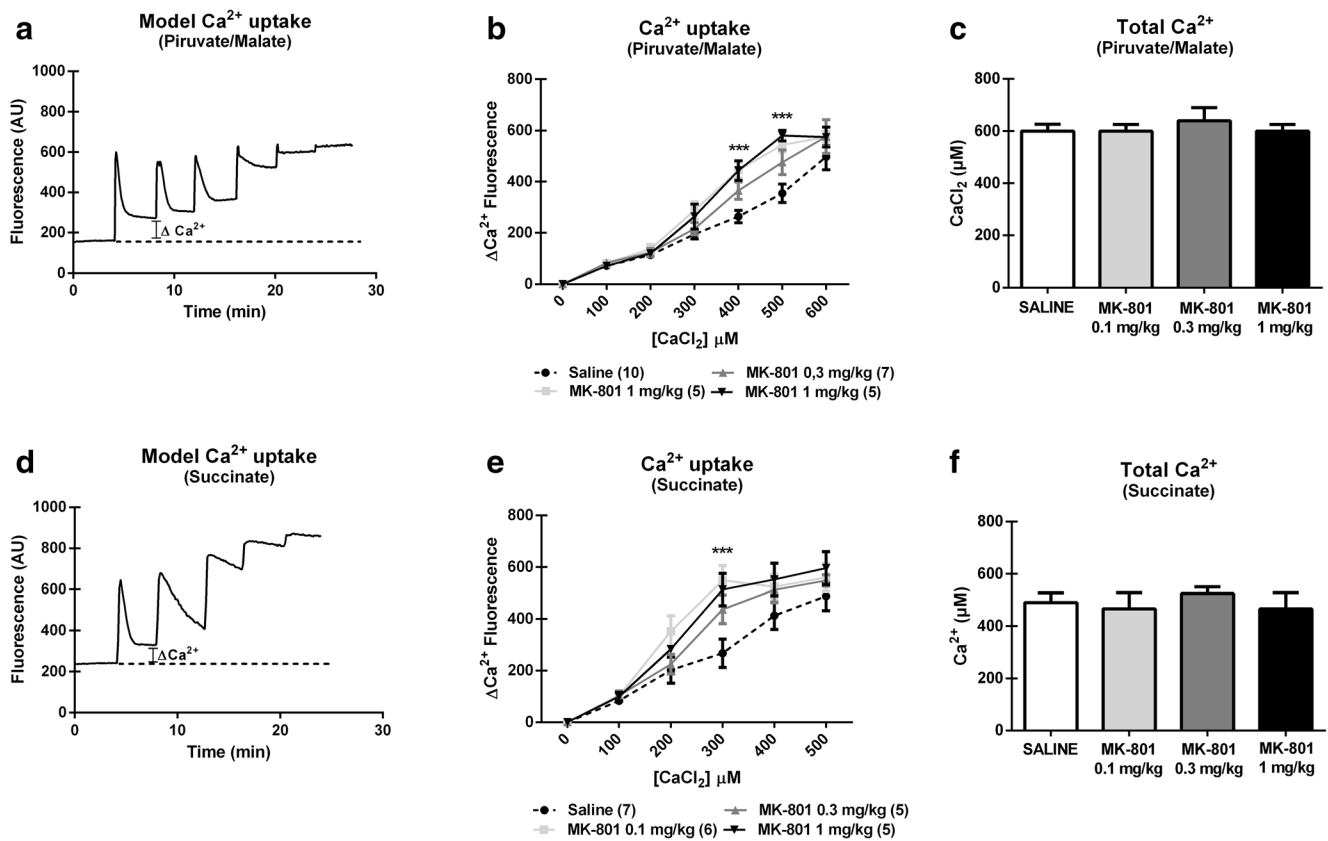 a
Model Ca2+ uptake
(Piruvate/Malate)
Fluorescence (AU)
1000
800
600
400
200
0
Δ Ca2+
0 10 20 30
Time (min)
b
Ca2+ uptake
(Piruvate/Malate)
ΔCa2+ Fluorescence
800
600
400
200
0
***
***
0 100 200 300 400 500 600
[CaCl2] μM
Saline (10)
MK-801 0,3 mg/kg (7)
MK-801 1 mg/kg (5)
MK-801 1 mg/kg (5)
c
Total Ca2+
(Piruvate/Malate)
CaCl2 (μM)
800
600
400
200
0
SALINE MK-801 MK-801 MK-801
0.1 mg/kg 0.3 mg/kg 1 mg/kg
d
Model Ca2+ uptake
(Succinate)
Fluorescence (AU)
1000
800
600
400
200
0
ΔCa2+
0 10 20 30
Time (min)
e
Ca2+ uptake
(Succinate)
ΔCa2+ Fluorescence
800
600
400
200
0
***
0 100 200 300 400 500
[CaCl2] μM
Saline (7)
MK-801 0.3 mg/kg (5)
MK-801 0.1 mg/kg (6)
MK-801 1 mg/kg (5)
f
Total Ca2+
(Succinate)
Ca2+ (μM)
800
600
400
200
0
SALINE MK-801 MK-801 MK-801
0.1 mg/kg 0.3 mg/kg 1 mg/kg